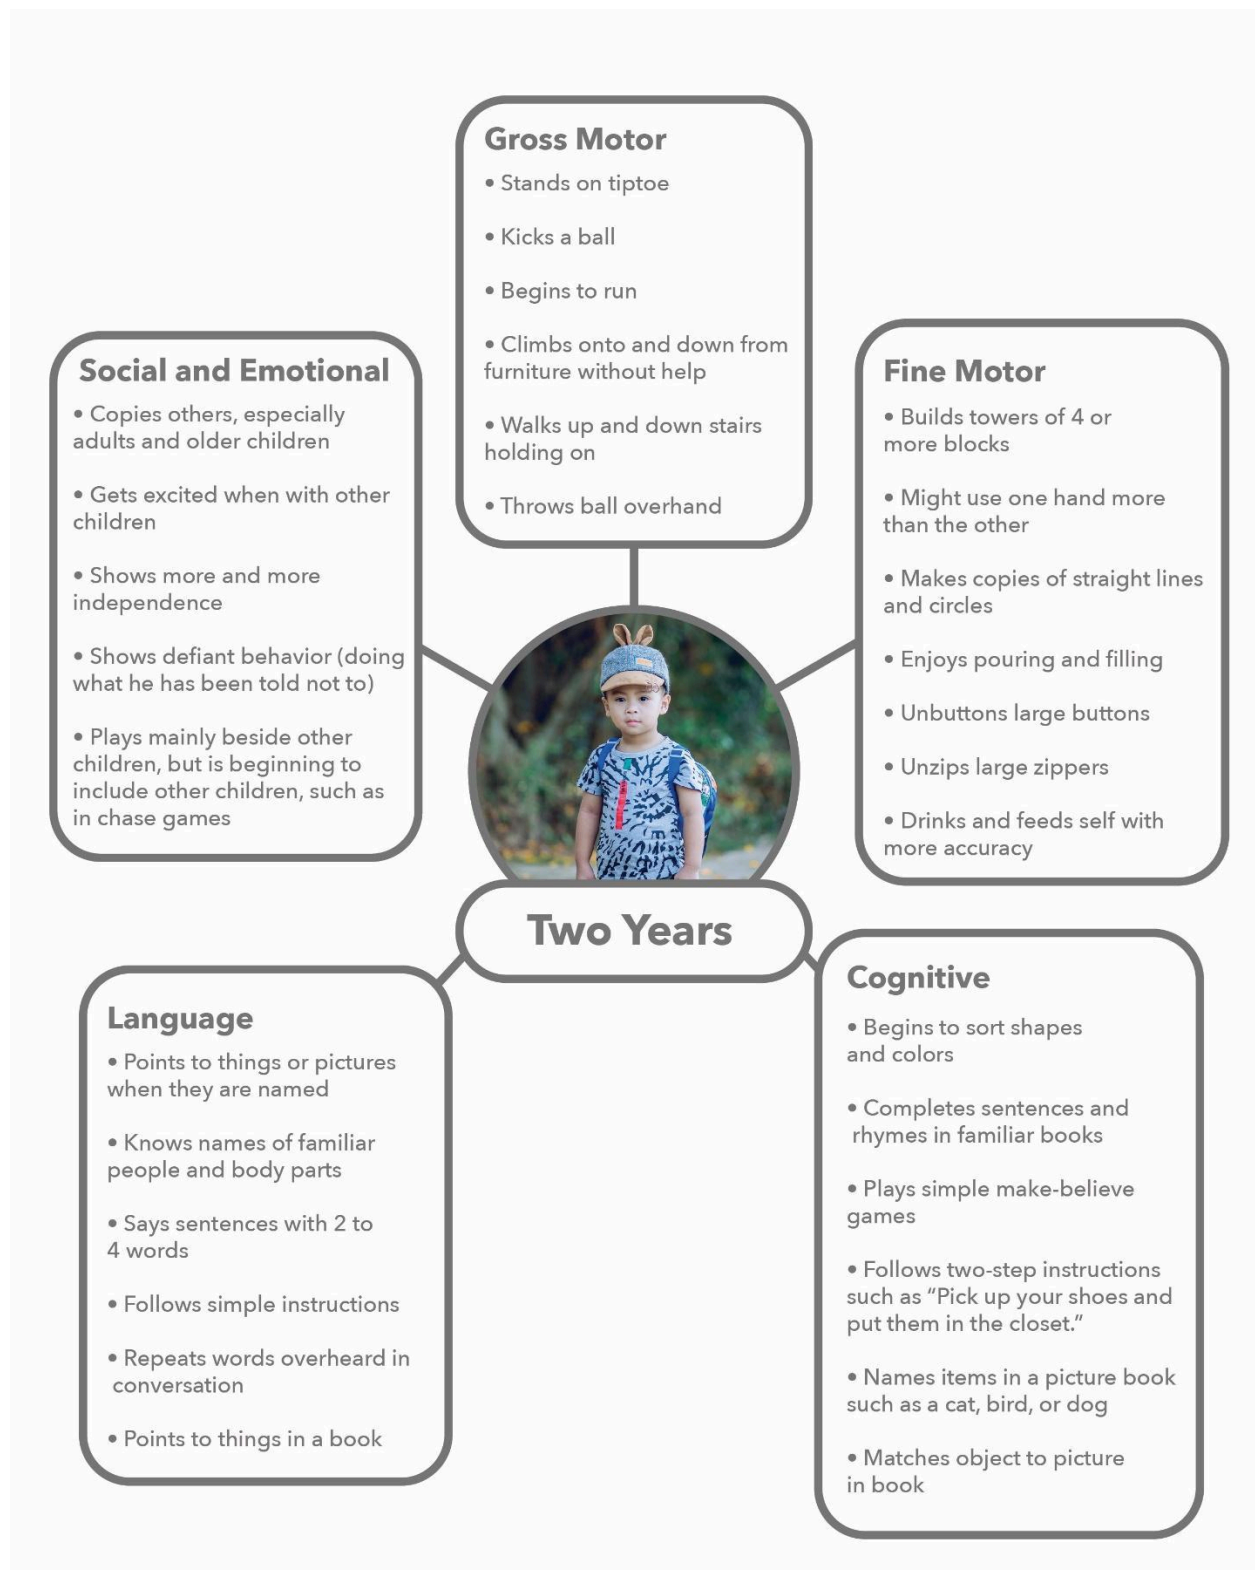 Gross Motor
• Stands on tiptoe
• Kicks a ball
• Begins to run
• Climbs onto and down from
furniture without help
• Walks up and down stairs
holding on
• Throws ball overhand
Social and Emotional
• Copies others, especially
adults and older children
• Gets excited when with other
children
• Shows more and more
independence
• Shows defiant behavior (doing
what he has been told not to)
• Plays mainly beside other
children, but is beginning to
include other children, such as
in chase games
Fine Motor
• Builds towers of 4 or
more blocks
• Might use one hand more
than the other
• Makes copies of straight lines
and circles
• Enjoys pouring and filling
• Unbuttons large buttons
• Unzips large zippers
• Drinks and feeds self with
more accuracy
Two Years
Language
• Points to things or pictures
when they are named
• Knows names of familiar
people and body parts
• Says sentences with 2 to
4 words
• Follows simple instructions
• Repeats words overheard in
conversation
• Points to things in a book
Cognitive
• Begins to sort shapes
and colors
• Completes sentences and
rhymes in familiar books
• Plays simple make-believe
games
• Follows two-step instructions
such as “Pick up your shoes and
put them in the closet.”
• Names items in a picture book
such as a cat, bird, or dog
• Matches object to picture
in book